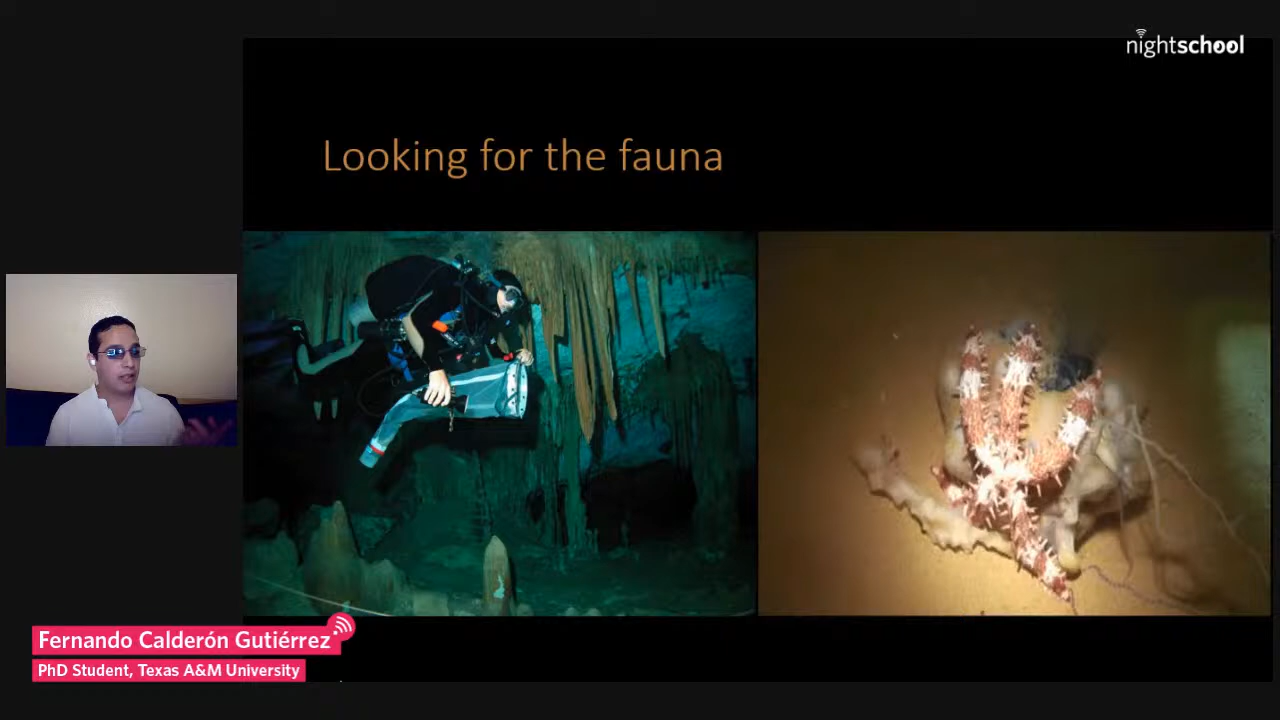 nightschool
Looking for the fauna
Fernando Calderón Gutiérrez
PhD Student, Texas A&M University